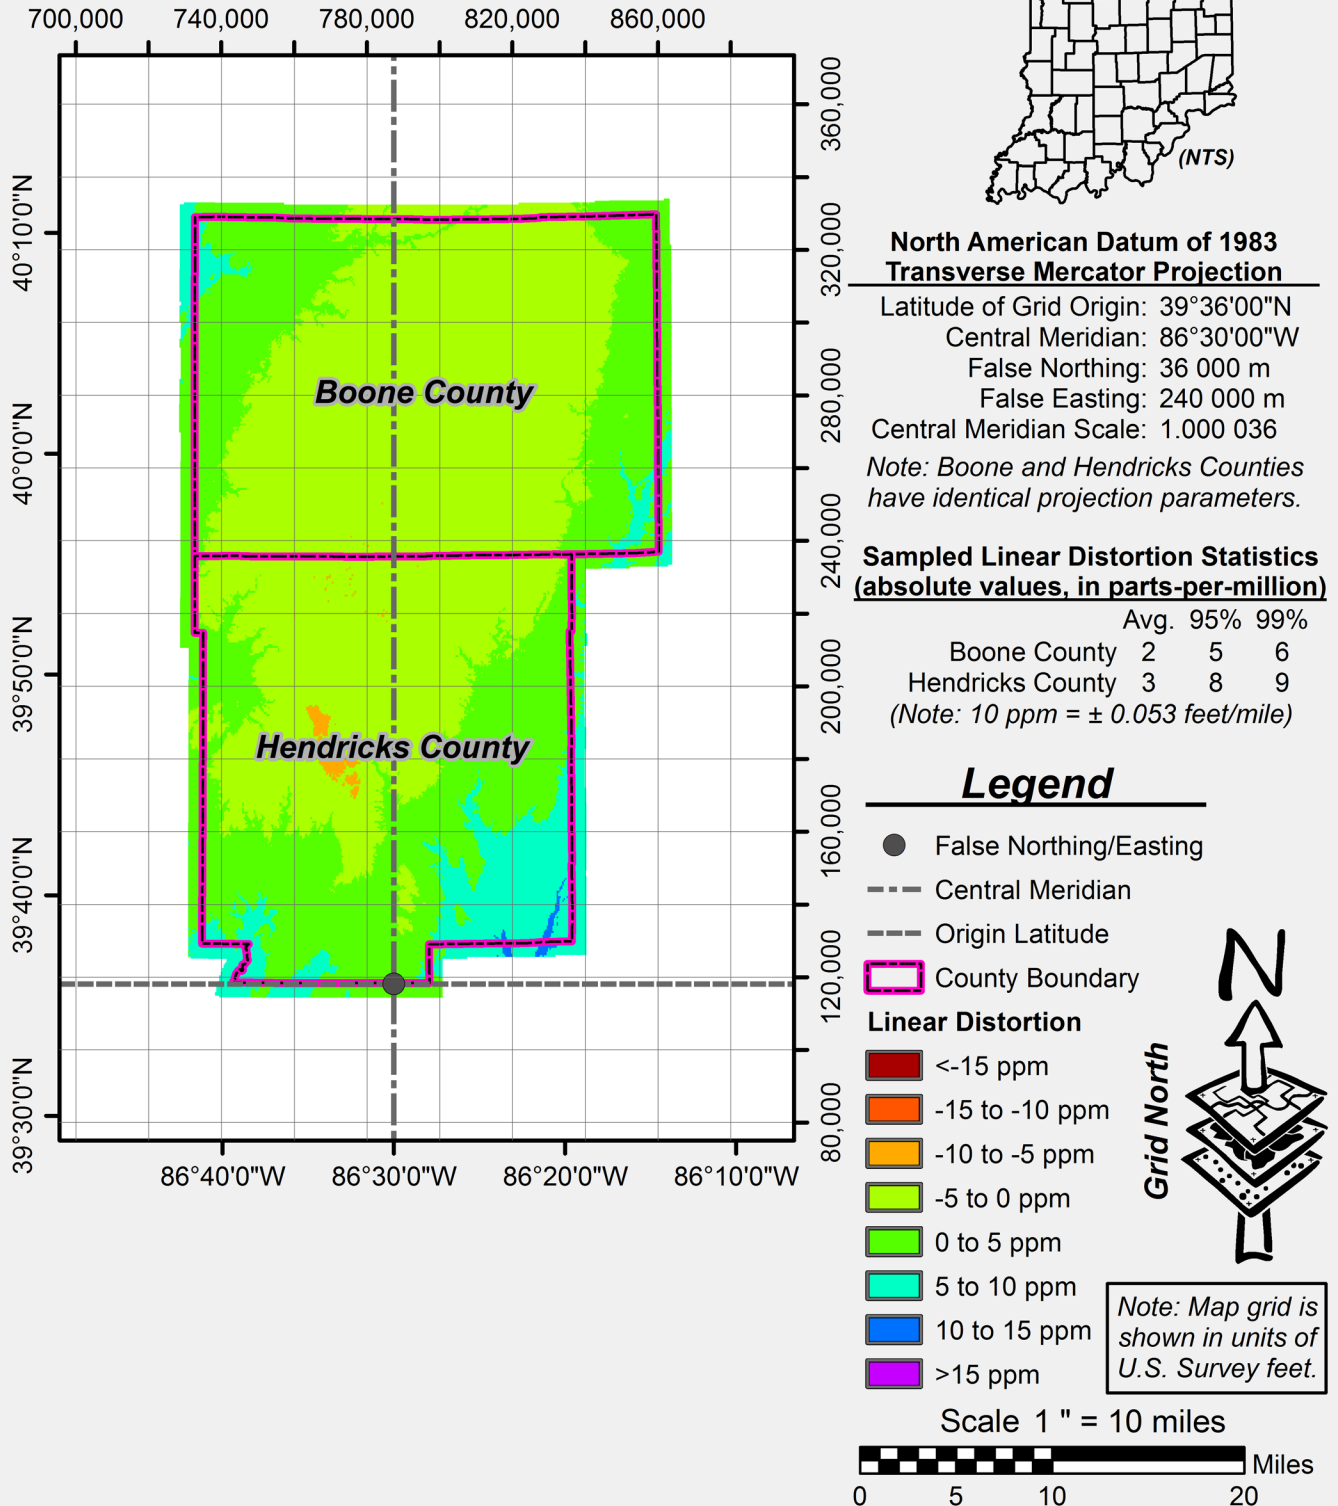 700,000 740,000 780,000 820,000 860,000
360,000
320,000
280,000
240,000
200,000
160,000
120,000
80,000
40°10'0"N
40°0'0"N
39°50'0"N
39°40'0"N
39°30'0"N
Boone County
Hendricks County
86°40'0"W 86°30'0"W 86°20'0"W 86°10'0"W
(NTS)
North American Datum of 1983
Transverse Mercator Projection
Latitude of Grid Origin: 39°36'00"N
Central Meridian: 86°30'00"W
False Northing: 36 000 m
False Easting: 240 000 m
Central Meridian Scale: 1.000 036
Note: Boone and Hendricks Counties
have identical projection parameters.
Sampled Linear Distortion Statistics
(absolute values, in parts-per-million)
Avg. 95% 99%
Boone County 2 5 6
Hendricks County 3 8 9
(Note: 10 ppm = ± 0.053 feet/mile)
Legend
False Northing/Easting
Central Meridian
Origin Latitude
County Boundary
Linear Distortion
<-15 ppm
-15 to -10 ppm
-10 to -5 ppm
-5 to 0 ppm
0 to 5 ppm
5 to 10 ppm
10 to 15 ppm
>15 ppm
N
Grid North
Note: Map grid is
shown in units of
U.S. Survey feet.
Scale 1 " = 10 miles
Miles
0 5 10 20